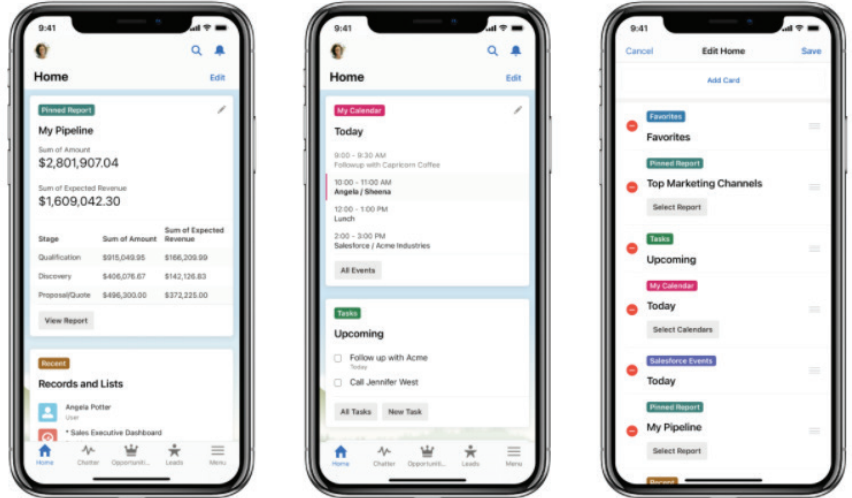 9:41
Home
Edit
Pinned Report
My Pipeline
Sum of Amount
$2,801,907.04
Sum of Expected Revenue
$1,609,042.30
Stage
Sum of Amount
Sum of Expected
Revenue
Qualification
$915,049.95
$166,209.99
Discovery
$406,076.67
$142,126.83
Proposal/Quote
$496,300.00
$372,225.00
View Report
Recent
Records and Lists
Angela Potter
User
* Sales Executive Dashboard
Home
Chatter
Opportuniti...
Leads
Menu
9:41
Home
Edit
My Calendar
Today
9:00 - 9:30 AM
Followup with Capricorn Coffee
10:00 - 11:00 AM
Angela / Sheena
12:00 - 1:00 PM
Lunch
2:00 - 3:00 PM
Salesforce / Acme Industries
All Events
Tasks
Upcoming
Follow up with Acme
Today
Call Jennifer West
All Tasks
New Task
Home
Chatter
Opportuniti...
Leads
Menu
9:41
Cancel
Edit Home
Save
Add Card
Favorites
Favorites
Pinned Report
Top Marketing Channels
Select Report
Tasks
Upcoming
My Calendar
Today
Select Calendars
Salesforce Events
Today
Pinned Report
My Pipeline
Select Report
Recent